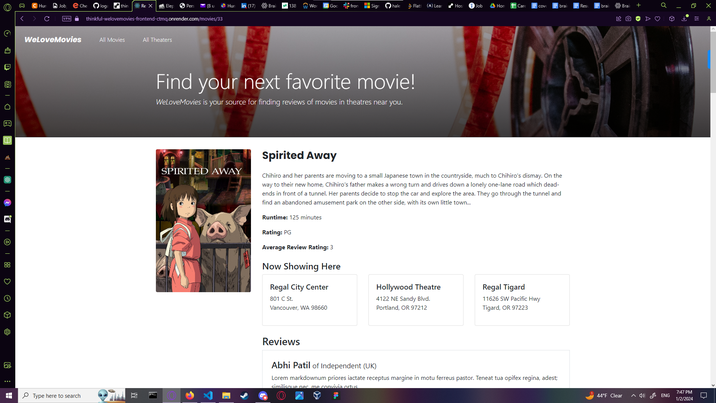 thinkful-welovemovies-frontend-ctmq.onrender.com/movies/33
WeLoveMovies
All Movies
All Theaters
Find your next favorite movie!
WeLoveMovies is your source for finding reviews of movies in theatres near you.
SPIRITED AWAY
Spirited Away
Chihiro and her parents are moving to a small Japanese town in the countryside, much to Chihiro's dismay. On the
way to their new home, Chihiro's father makes a wrong turn and drives down a lonely one-lane road which dead-
ends in front of a tunnel. Her parents decide to stop the car and explore the area. They go through the tunnel and
find an abandoned amusement park on the other side, with its own little town...
Runtime: 125 minutes
Rating: PG
Average Review Rating: 3
Now Showing Here
Regal City Center
801 C St.
Vancouver, WA 98660
Hollywood Theatre
4122 NE Sandy Blvd.
Portland, OR 97212
Regal Tigard
11626 SW Pacific Hwy
Tigard, OR 97223
Reviews
Abhi Patil of Independent (UK)
Lorem markdownum priores iactate receptus margine in motu ferreus pastor. Teneat tua opifex regina, adest;
Type here to search
44°F Clear
ENG
7:47 PM
1/2/2024